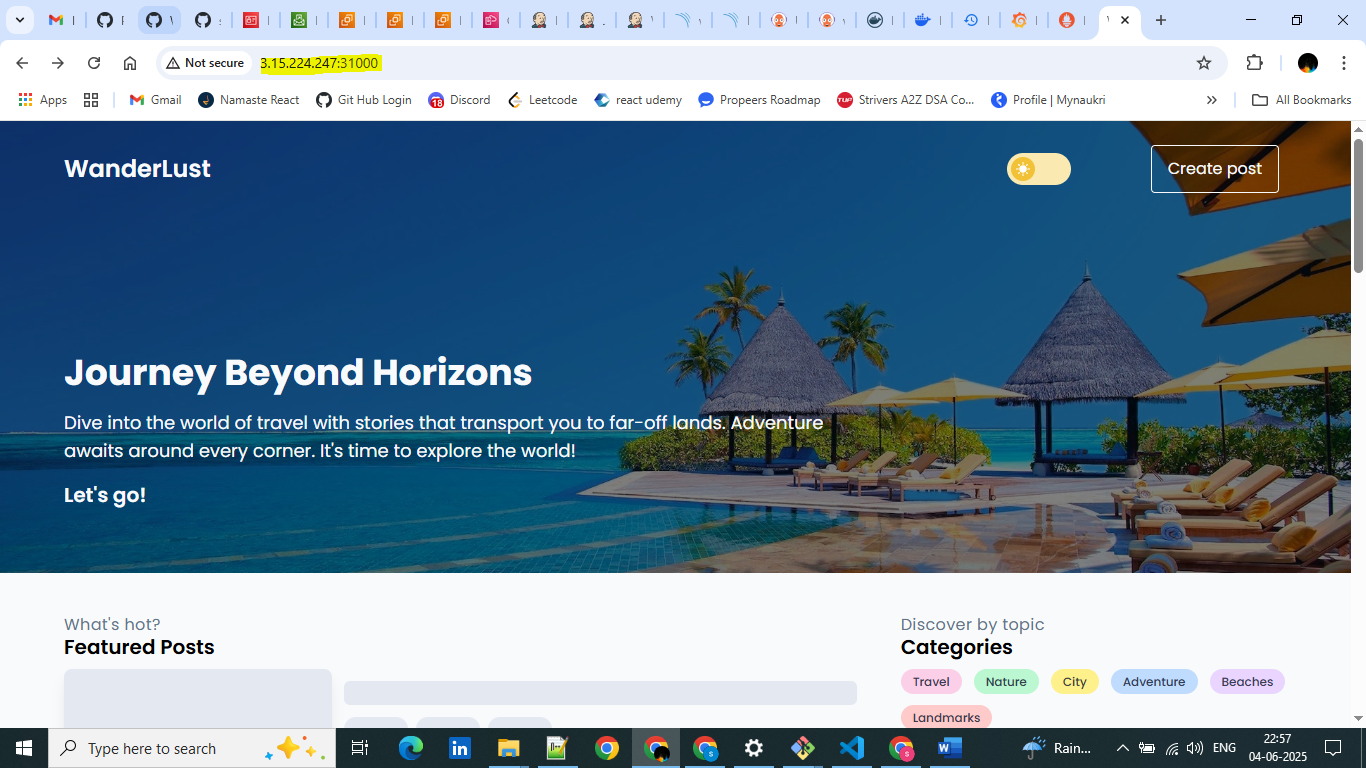 Not secure
3.15.224.247:31000
Apps
Gmail
Namaste React
Git Hub Login
18
Discord
Leetcode
react udemy
Propeers Roadmap
TUF
Strivers A2Z DSA Co...
Profile | Mynaukri
»
All Bookmarks
WanderLust
Create post
Journey Beyond Horizons
Dive into the world of travel with stories that transport you to far-off lands. Adventure
awaits around every corner. It's time to explore the world!
Let's go!
What's hot?
Featured Posts
Discover by topic
Categories
Travel
Nature
City
Adventure
Beaches
Landmarks
Type here to search
Rain...
ENG
22:57
04-06-2025